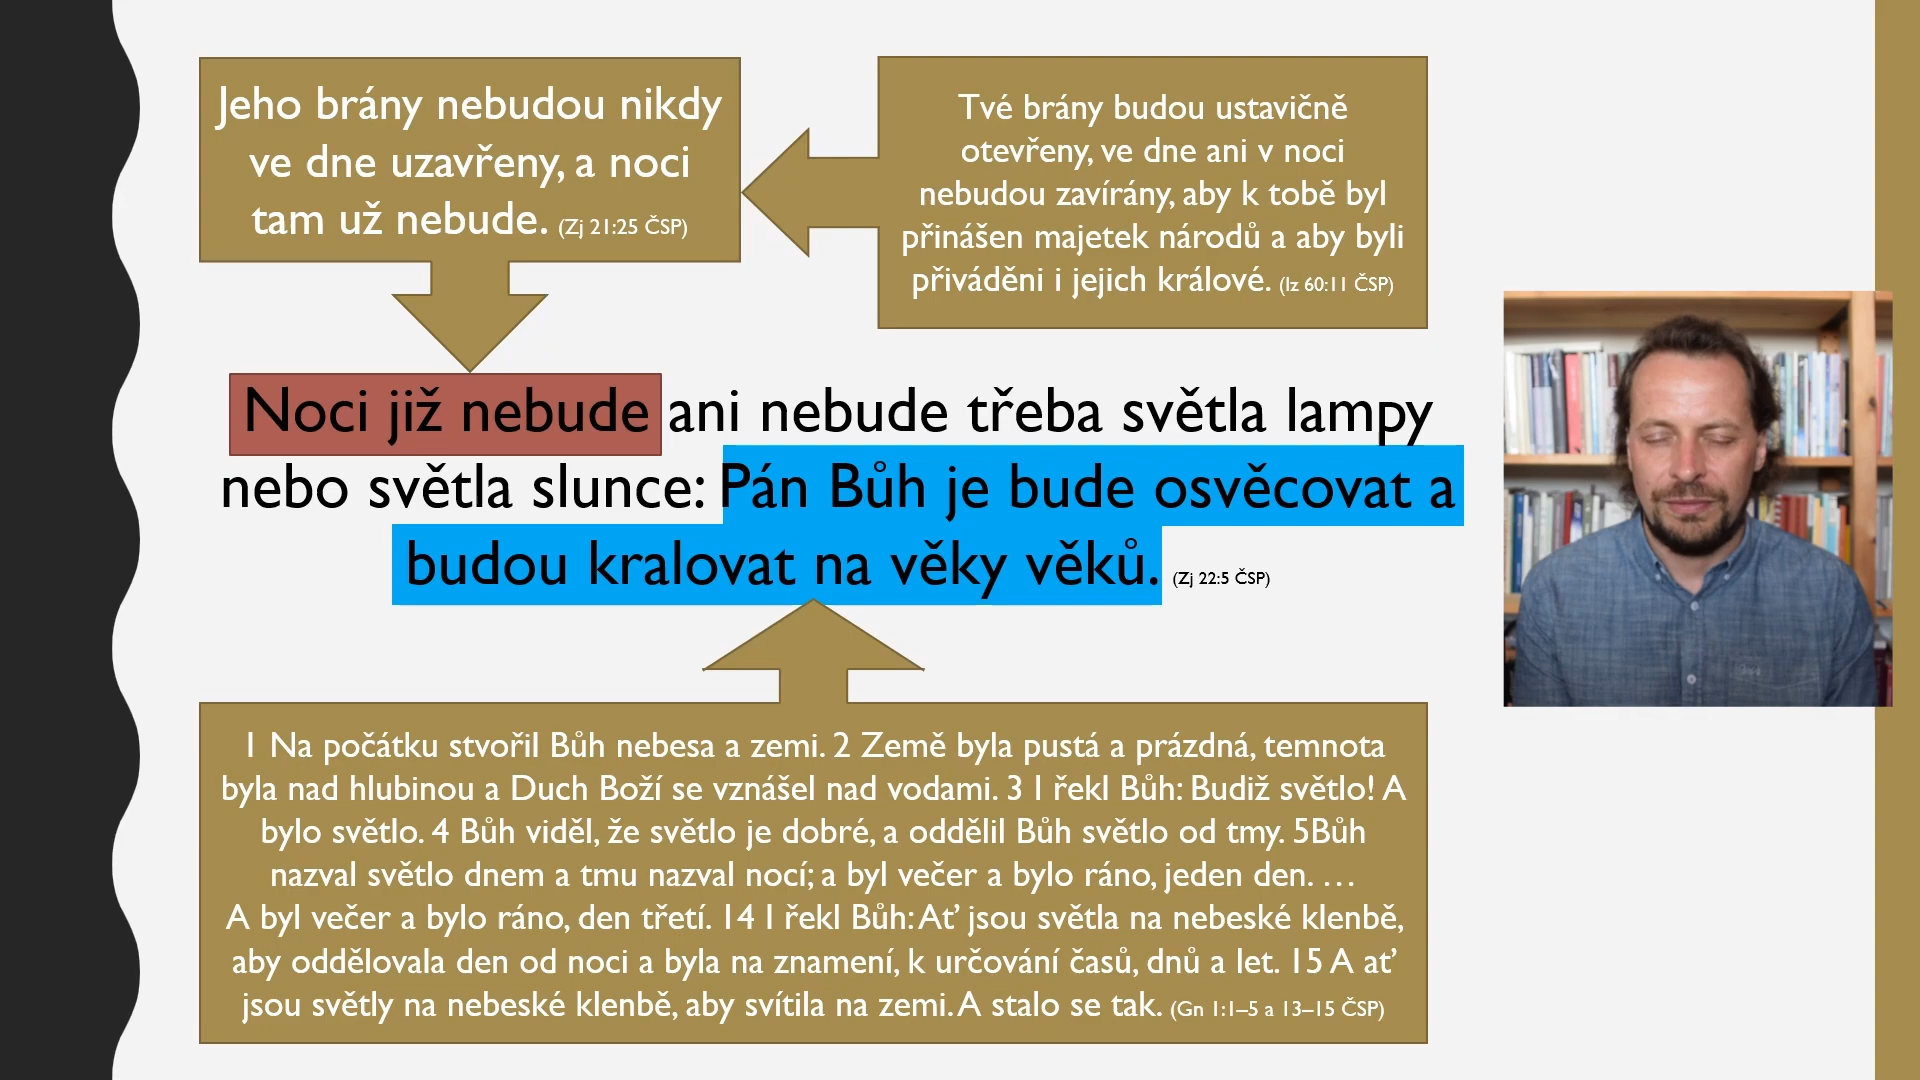 Jeho brány nebudou nikdy
ve dne uzavřeny, a noci
tam už nebude. (Zj 21:25 ČSP)
Tvé brány budou ustavičně
otevřeny, ve dne ani v noci
nebudou zavírány, aby k tobě byl
přinášen majetek národů a aby byli
přiváděni i jejich králové. (Iz 60:11 ČSP)
Noci již nebude ani nebude třeba světla lampy
nebo světla slunce: Pán Bůh je bude osvěcovat a
budou kralovat na věky věků. (Zj 22:5 ČSP)
1 Na počátku stvořil Bůh nebesa a zemi. 2 Země byla pustá a prázdná, temnota
byla nad hlubinou a Duch Boží se vznášel nad vodami. 3 I řekl Bůh: Budiž světlo! A
bylo světlo. 4 Bůh viděl, že světlo je dobré, a oddělil Bůh světlo od tmy. 5Bůh
nazval světlo dnem a tmu nazval nocí; a byl večer a bylo ráno, jeden den. …
A byl večer a bylo ráno, den třetí. 14 I řekl Bůh: Ať jsou světla na nebeské klenbě,
aby oddělovala den od noci a byla na znamení, k určování časů, dnů a let. 15 A ať
jsou světly na nebeské klenbě, aby svítila na zemi. A stalo se tak. (Gn 1:1–5 a 13–15 ČSP)